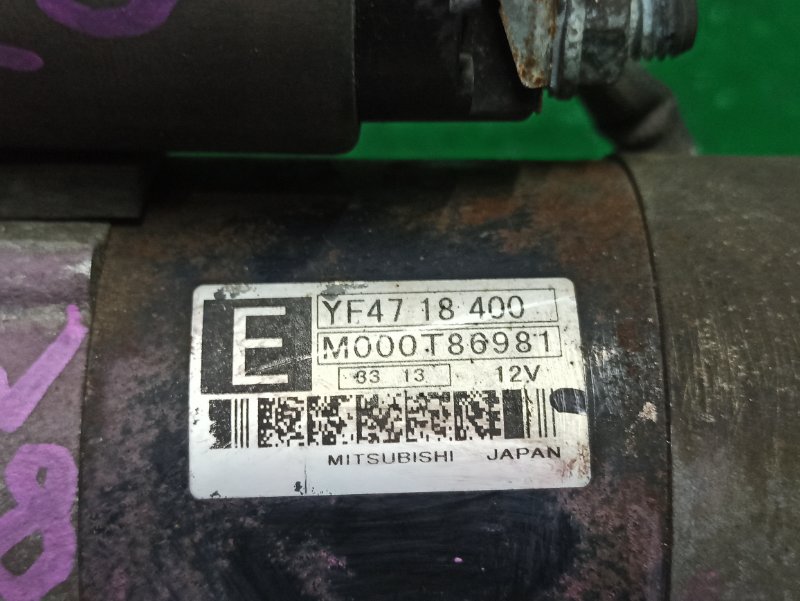 E
YF47 18 400
M000T86981
63 13 12V
MITSUBISHI JAPAN